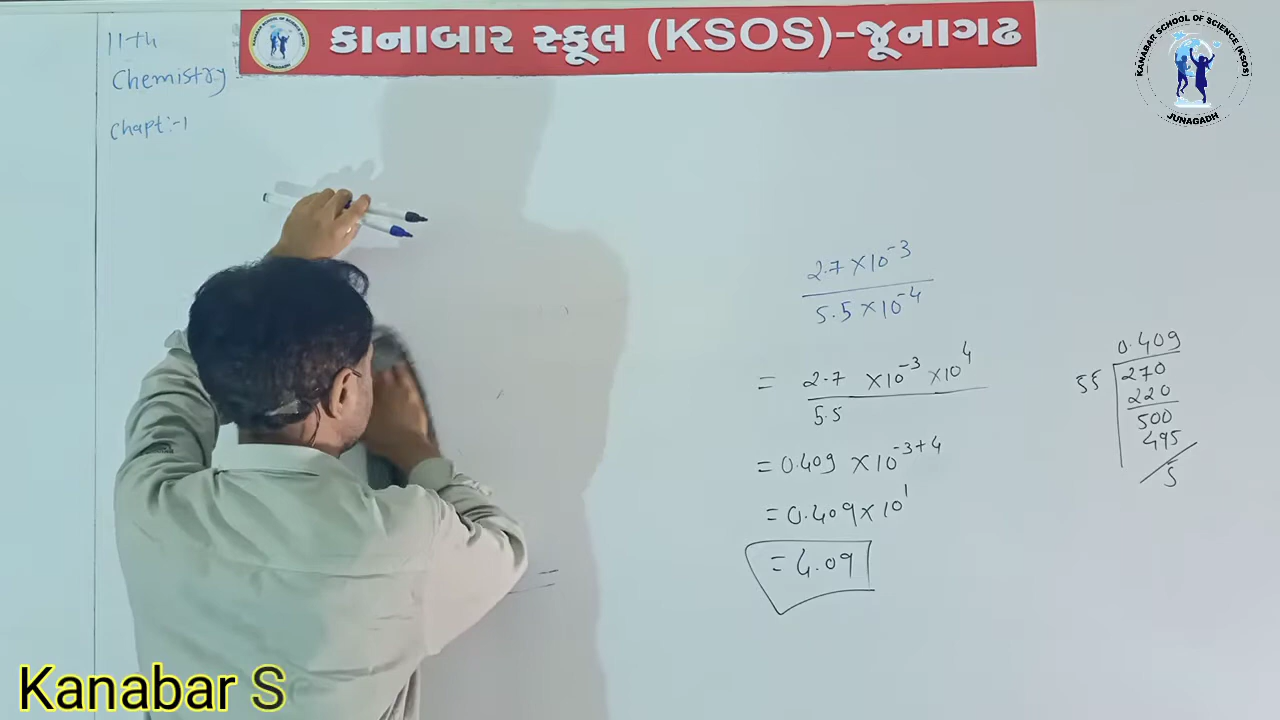 11th
Chemistry
Chapt:-1
કાનાબાર સ્કૂલ (KSOS)-જૂનાગઢ
KANABAR SCHOOL OF SCIENCE (KSOS)
JUNAGADH
2.7 ×10⁻³
5.5 ×10⁻⁴
= 2.7 ×10⁻³ ×10⁴
5.5
= 0.409 ×10⁻³⁺⁴
= 0.409 × 10¹
= 4.09
0.409
55 270
220
500
495
5
Kanabar S